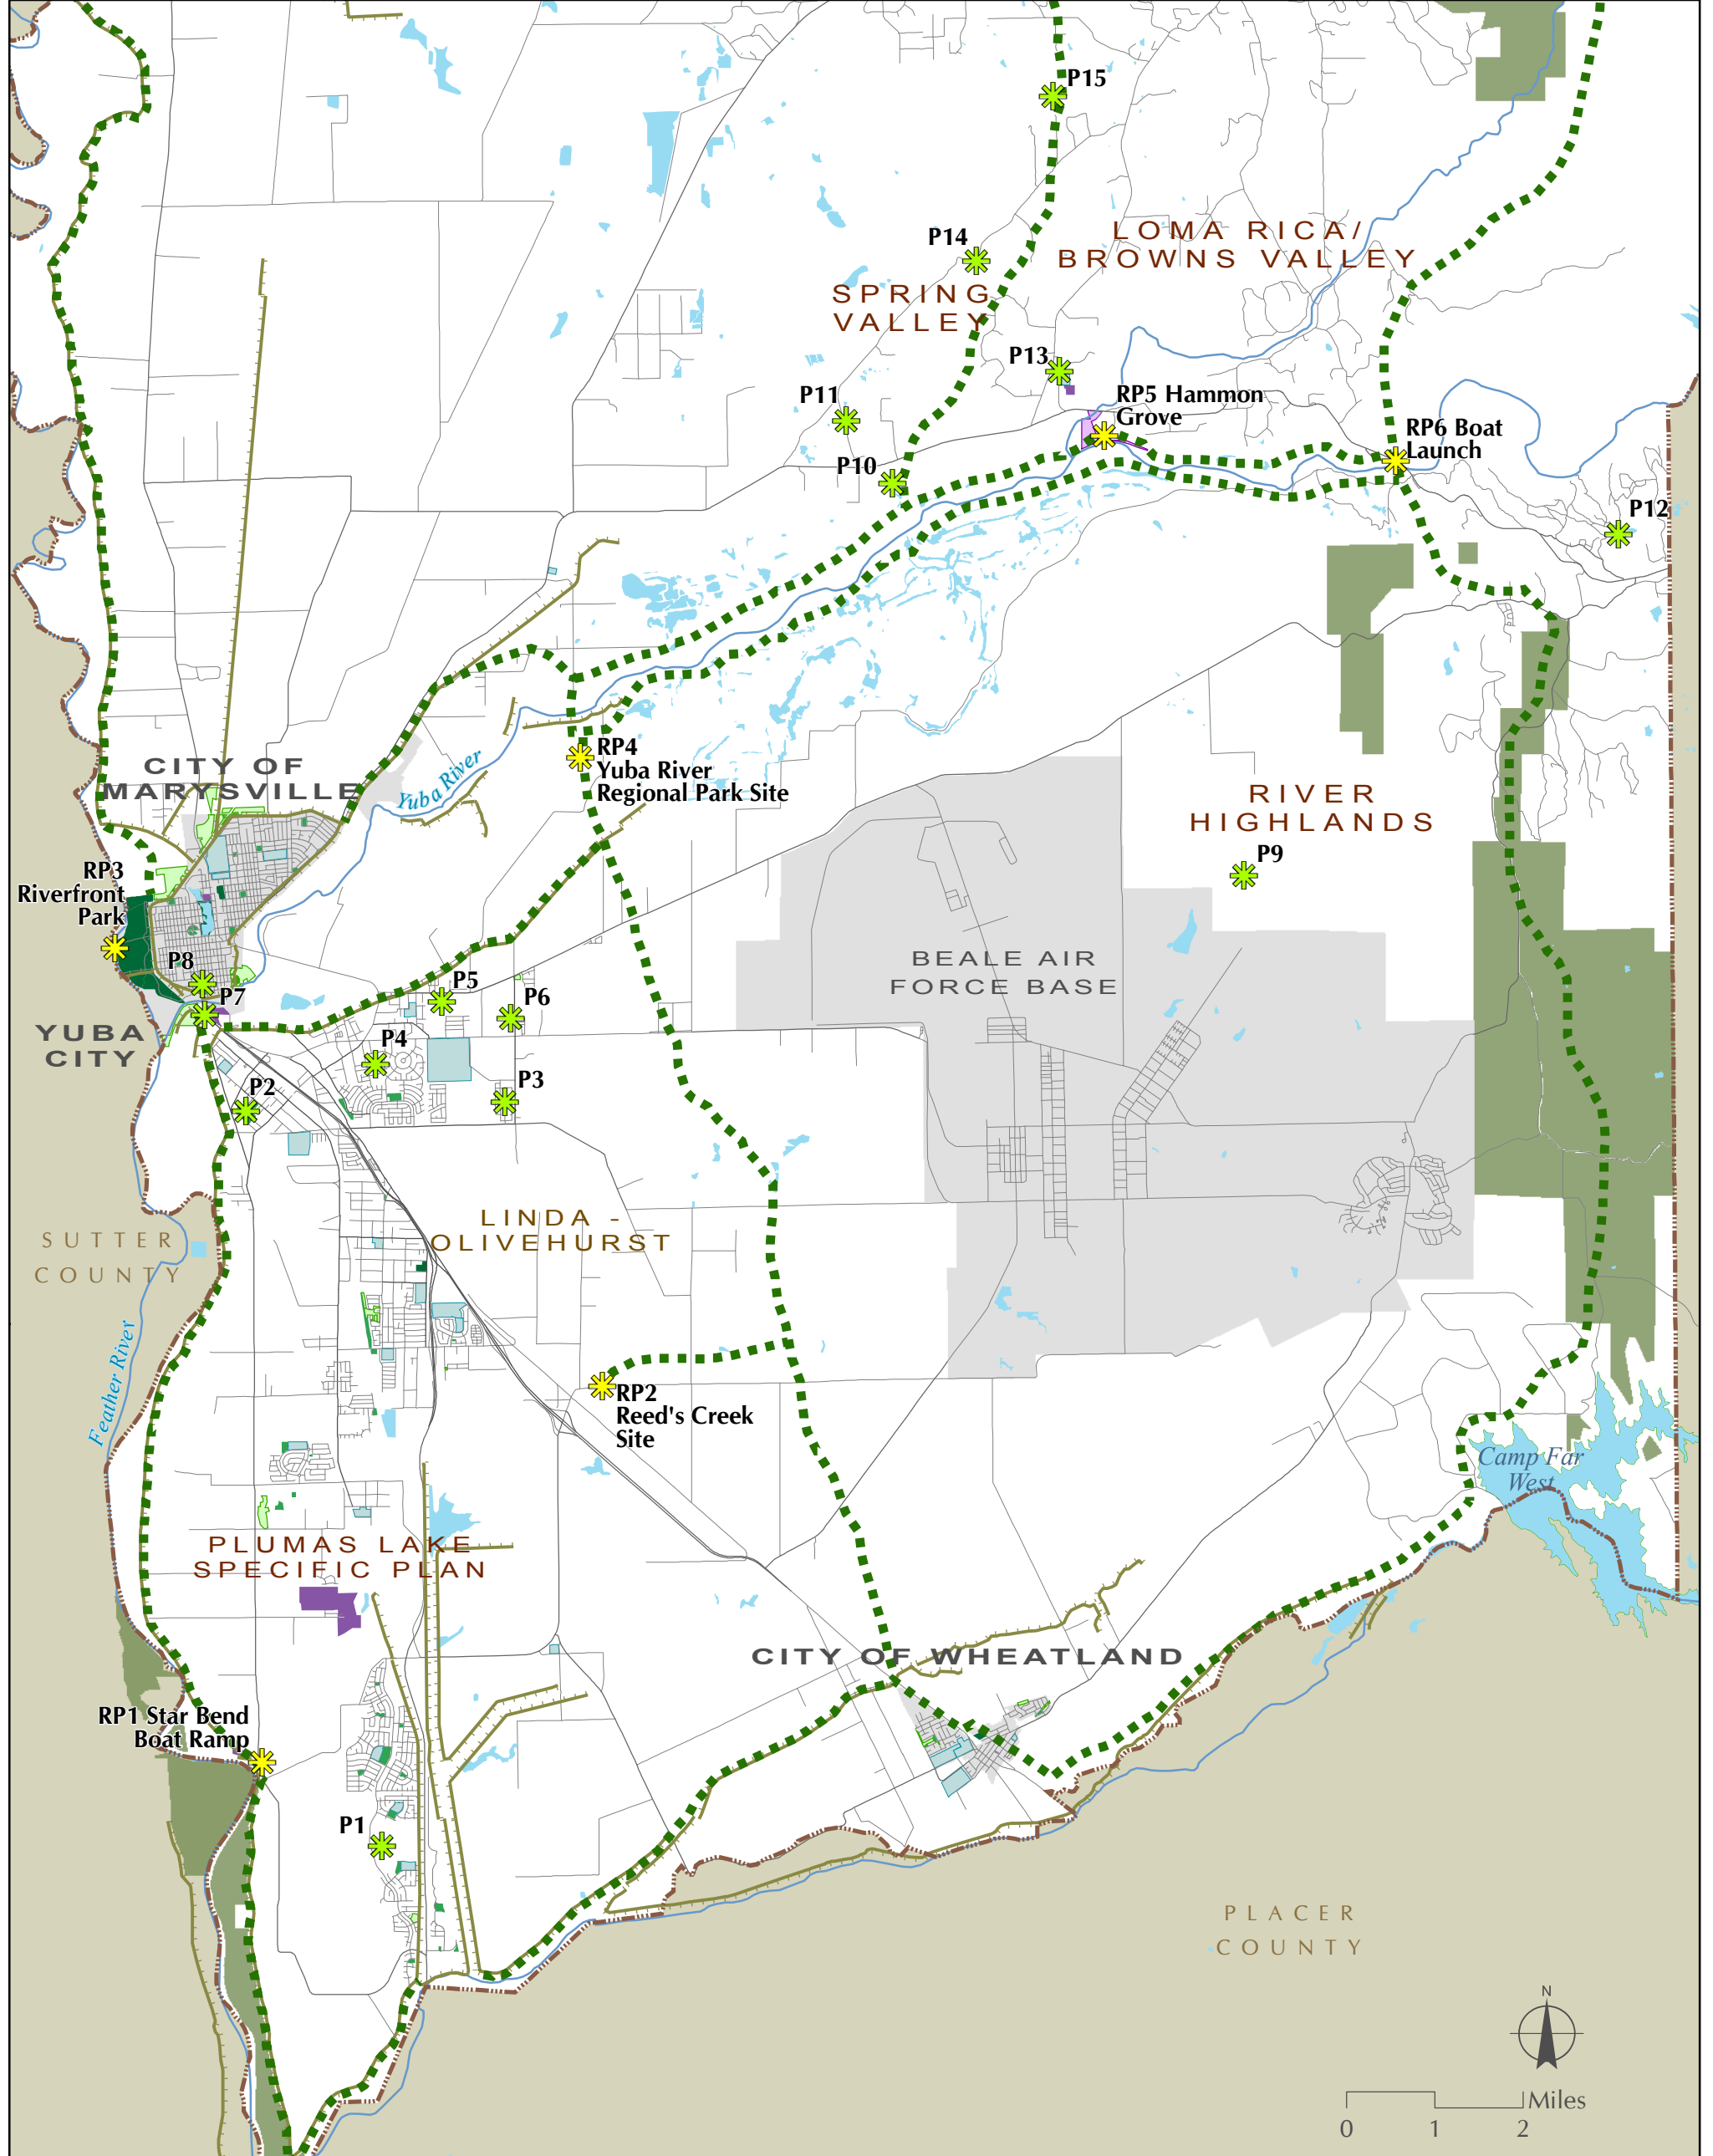 P15
LOMA RICA/
BROWNS VALLEY
P14
SPRING
VALLEY
P13
P11
RP5 Hammon
Grove
RP6 Boat
Launch
P10
P12
CITY OF
MARYSVILLE
Yuba River
RP4
Yuba River
Regional Park Site
RIVER
HIGHLANDS
P9
RP3
Riverfront
Park
P8
P7
P5
P6
BEALE AIR
FORCE BASE
YUBA
CITY
P4
P2
P3
SUTTER
COUNTY
LINDA -
OLIVEHURST
Feather River
RP2
Reed's Creek
Site
Camp Far
West
PLUMAS LAKE
SPECIFIC PLAN
CITY OF WHEATLAND
RP1 Star Bend
Boat Ramp
P1
PLACER
COUNTY
N
Miles
0 1 2